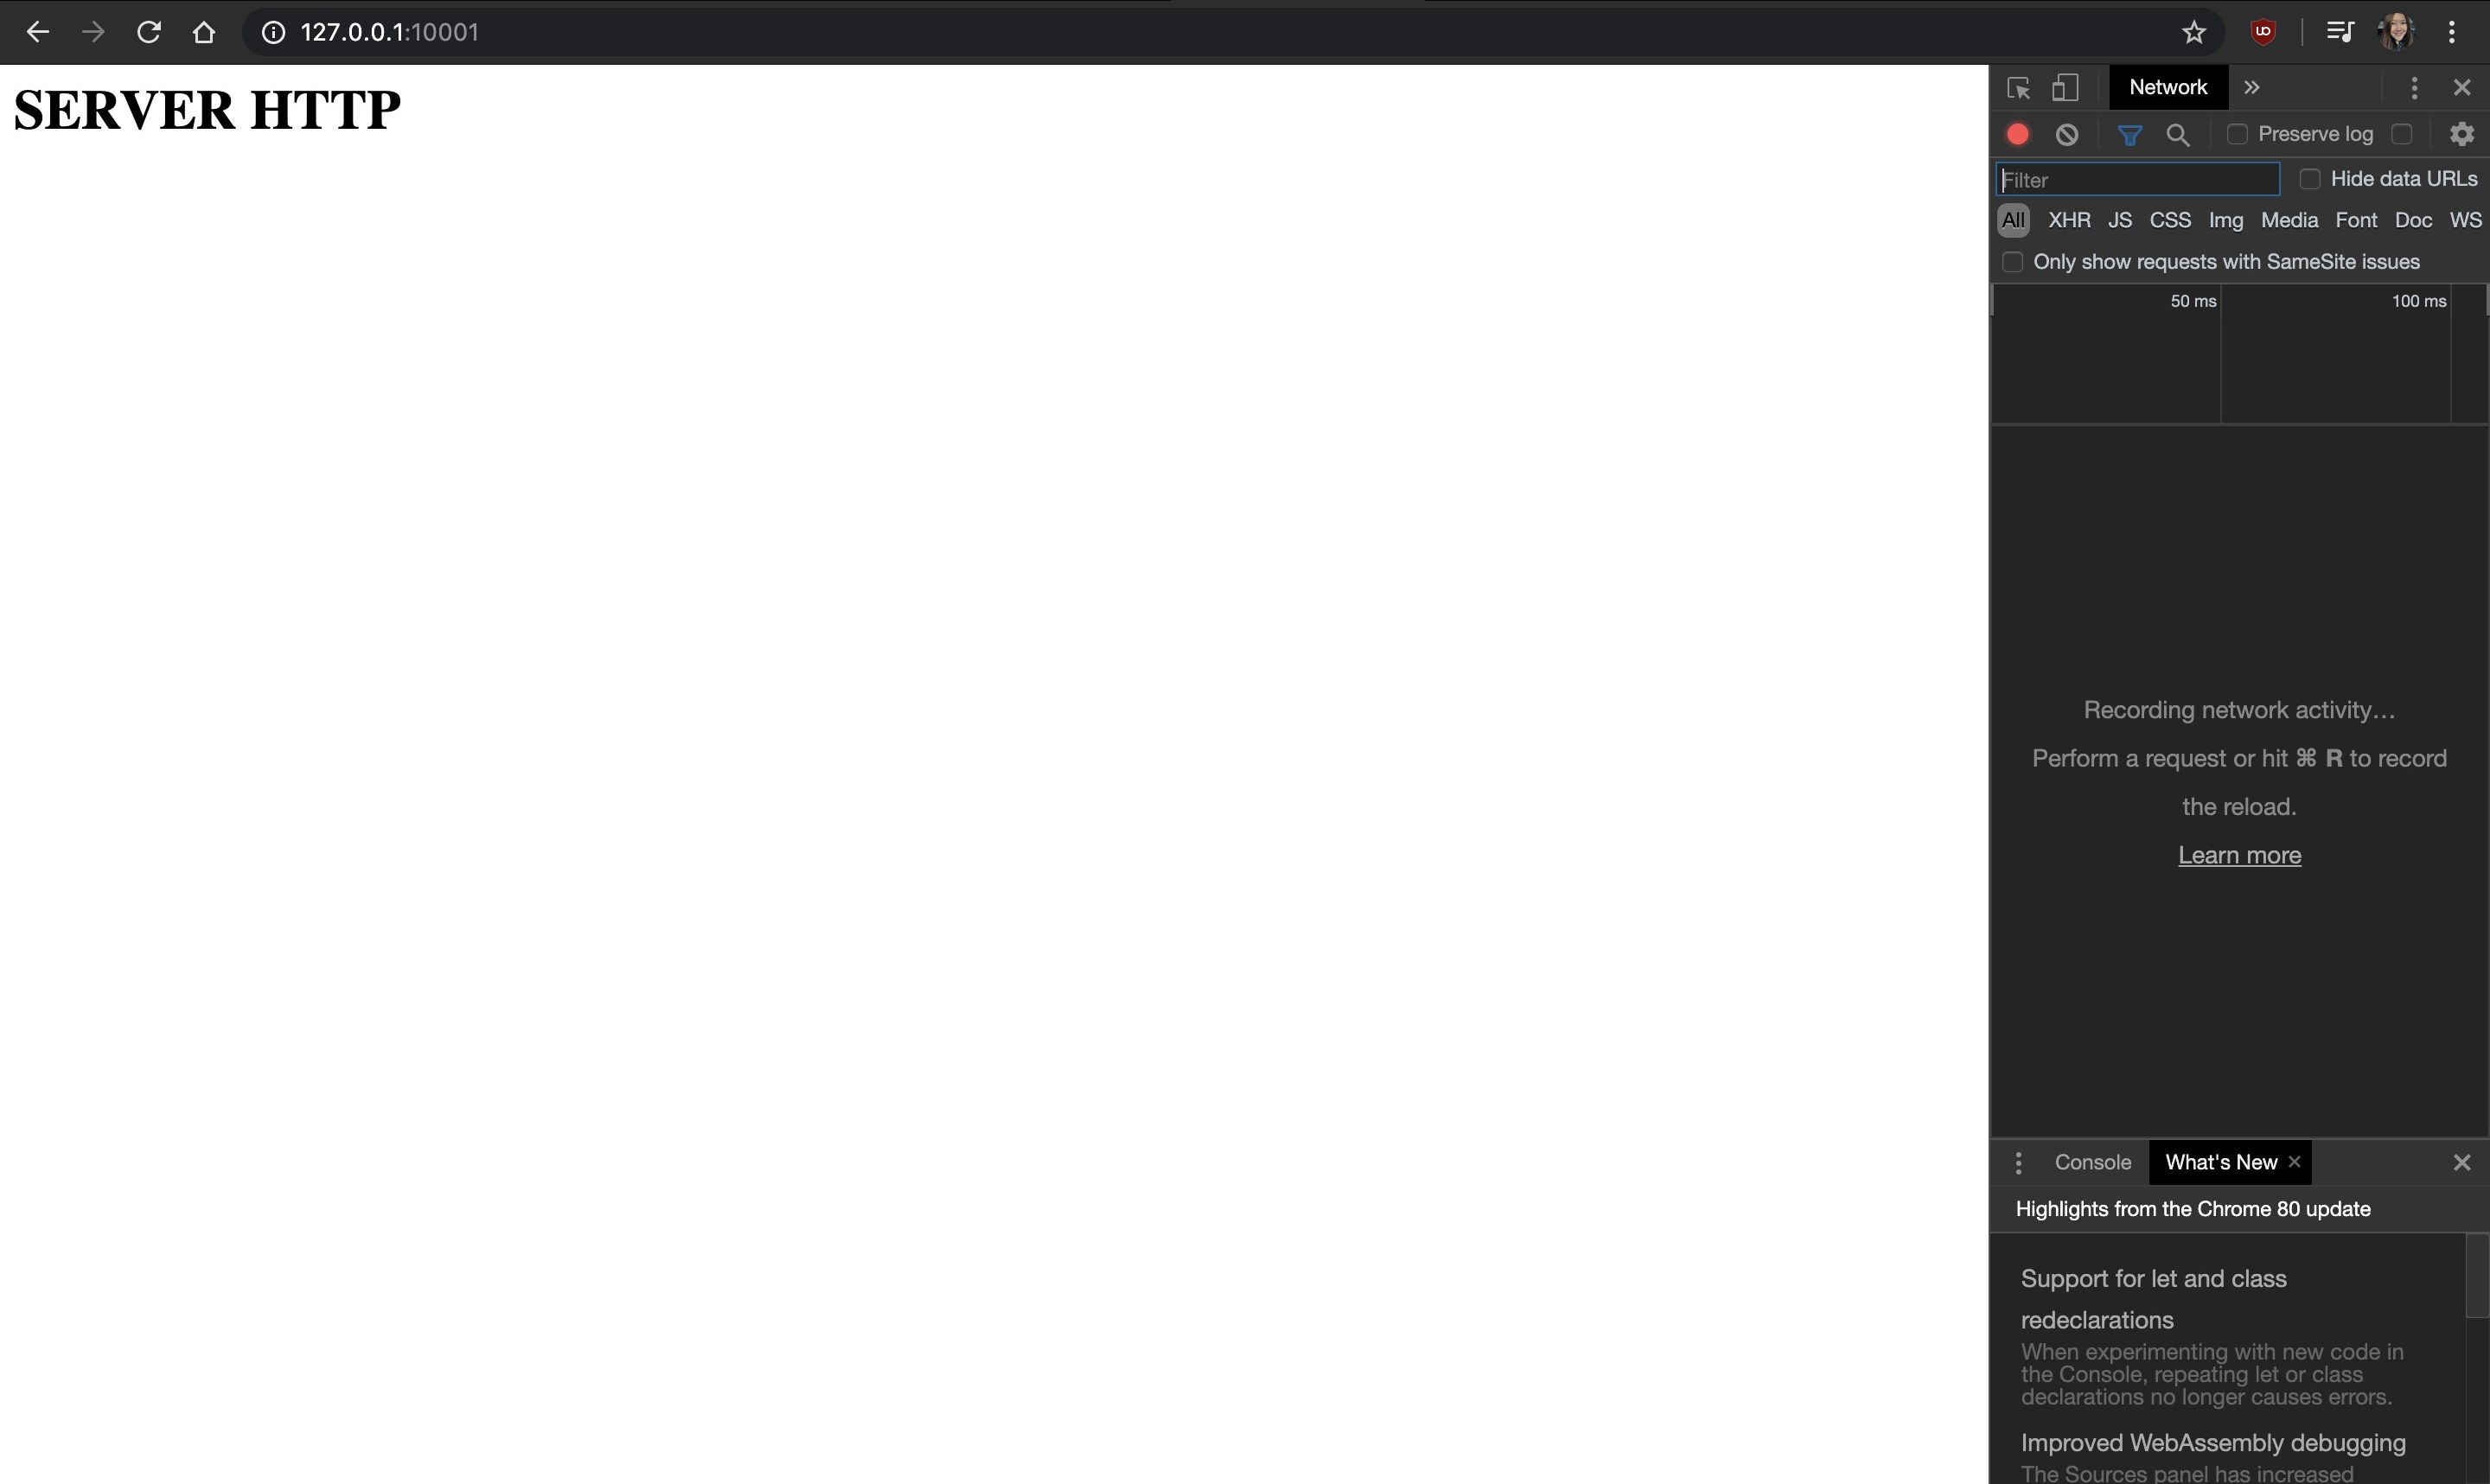 127.0.0.1:10001
SERVER HTTP
Network
Preserve log
Filter
Hide data URLs
All XHR JS CSS Img Media Font Doc WS
Only show requests with SameSite issues
50 ms 100 ms
Recording network activity…
Perform a request or hit ⌘ R to record
the reload.
Learn more
Console What's New
Highlights from the Chrome 80 update
Support for let and class
redeclarations
When experimenting with new code in
the Console, repeating let or class
declarations no longer causes errors.
Improved WebAssembly debugging
The Sources panel has increased